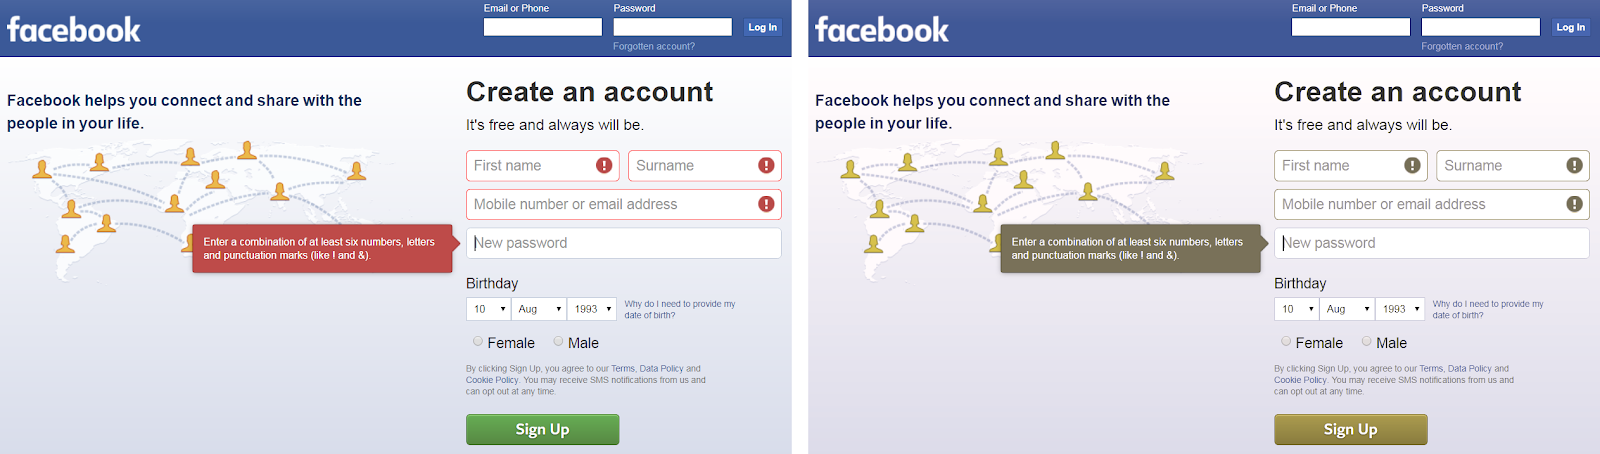 facebook
Email or Phone
Password
Log In
Forgotten account?
Facebook helps you connect and share with the
people in your life.
Create an account
It's free and always will be.
First name
Surname
Mobile number or email address
Enter a combination of at least six numbers, letters
and punctuation marks (like ! and &).
New password
Birthday
10
Aug
1993
Why do I need to provide my
date of birth?
Female
Male
By clicking Sign Up, you agree to our Terms, Data Policy and
Cookie Policy. You may receive SMS notifications from us and
can opt out at any time.
Sign Up
facebook
Email or Phone
Password
Log In
Forgotten account?
Facebook helps you connect and share with the
people in your life.
Create an account
It's free and always will be.
First name
Surname
Mobile number or email address
Enter a combination of at least six numbers, letters
and punctuation marks (like ! and &).
New password
Birthday
10
Aug
1993
Why do I need to provide my
date of birth?
Female
Male
By clicking Sign Up, you agree to our Terms, Data Policy and
Cookie Policy. You may receive SMS notifications from us and
can opt out at any time.
Sign Up